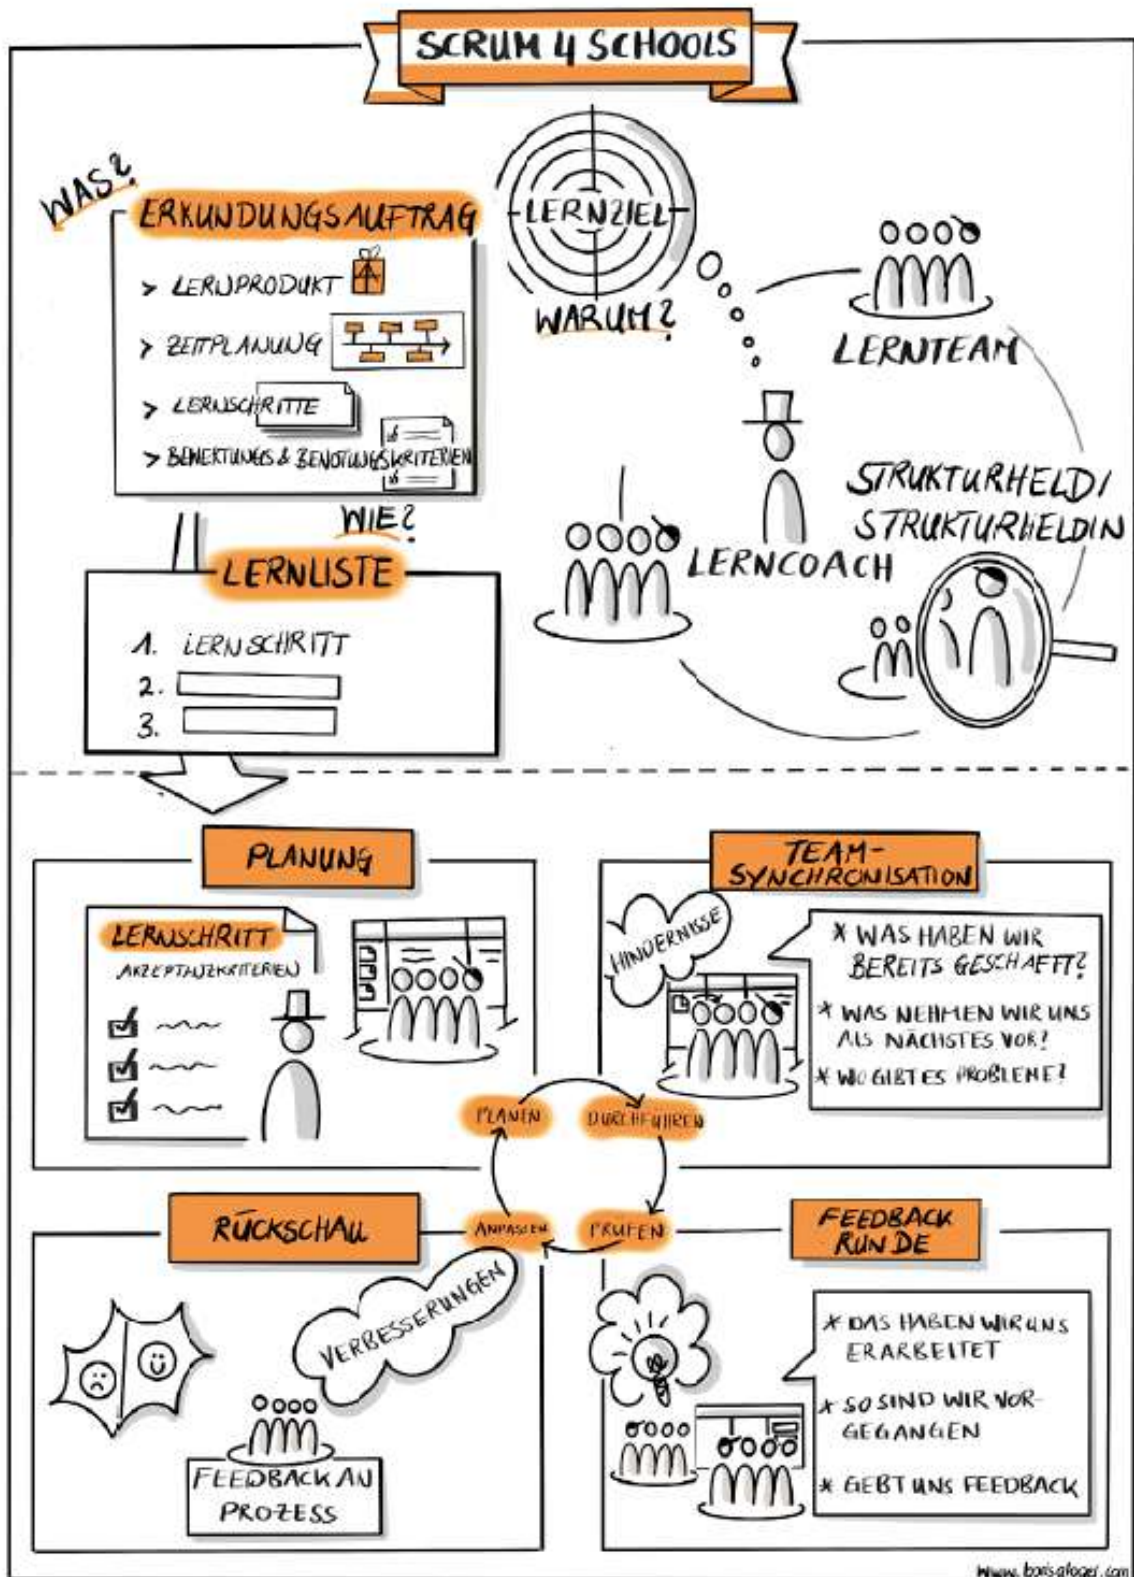 SCRUM 4 SCHOOLS
WAS?
ERKUNDUNGSAUFTRAG
> LERNPRODUKT
> ZEITPLANUNG
> LERNSCHRITTE
> BEWERTUNGS & BENOTUNGSKRITERIEN
LERNZIEL
WARUM?
LERNTEAM
LERNCOACH
STRUKTURHELD/
STRUKTURHELDIN
WIE?
LERNLISTE
1. LERNSCHRITT
2.
3.
PLANUNG
LERNSCHRITT
AKZEPTANZKRITERIEN
TEAM-
SYNCHRONISATION
HINDERNISSE
* WAS HABEN WIR
BEREITS GESCHAFFT?
* WAS NEHMEN WIR UNS
ALS NÄCHSTES VOR?
* WO GIBT ES PROBLEME?
PLANEN
DURCHFÜHREN
PRÜFEN
ANPASSEN
RÜCKSCHAU
VERBESSERUNGEN
FEEDBACK AN
PROZESS
FEEDBACK
RUNDE
* DAS HABEN WIR UNS
ERARBEITET
* SO SIND WIR VOR-
GEGANGEN
* GEBT UNS FEEDBACK
www.borisgloger.com